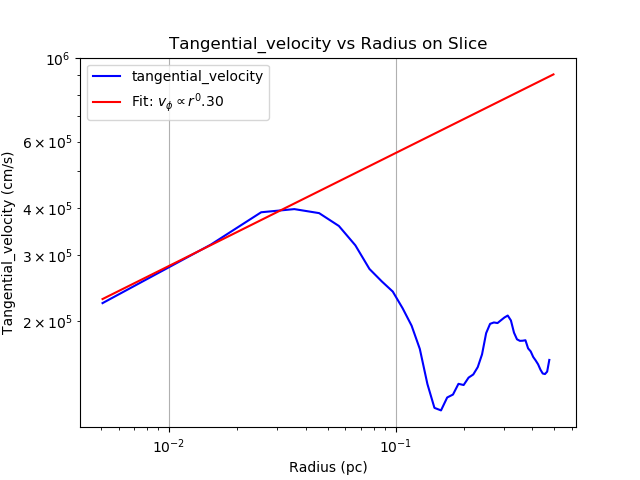 Tangential_velocity vs Radius on Slice
tangential_velocity
Fit: v_ϕ ∝ r^0.30
Tangential_velocity (cm/s)
10^6
6 × 10^5
4 × 10^5
3 × 10^5
2 × 10^5
10^−2
10^−1
Radius (pc)